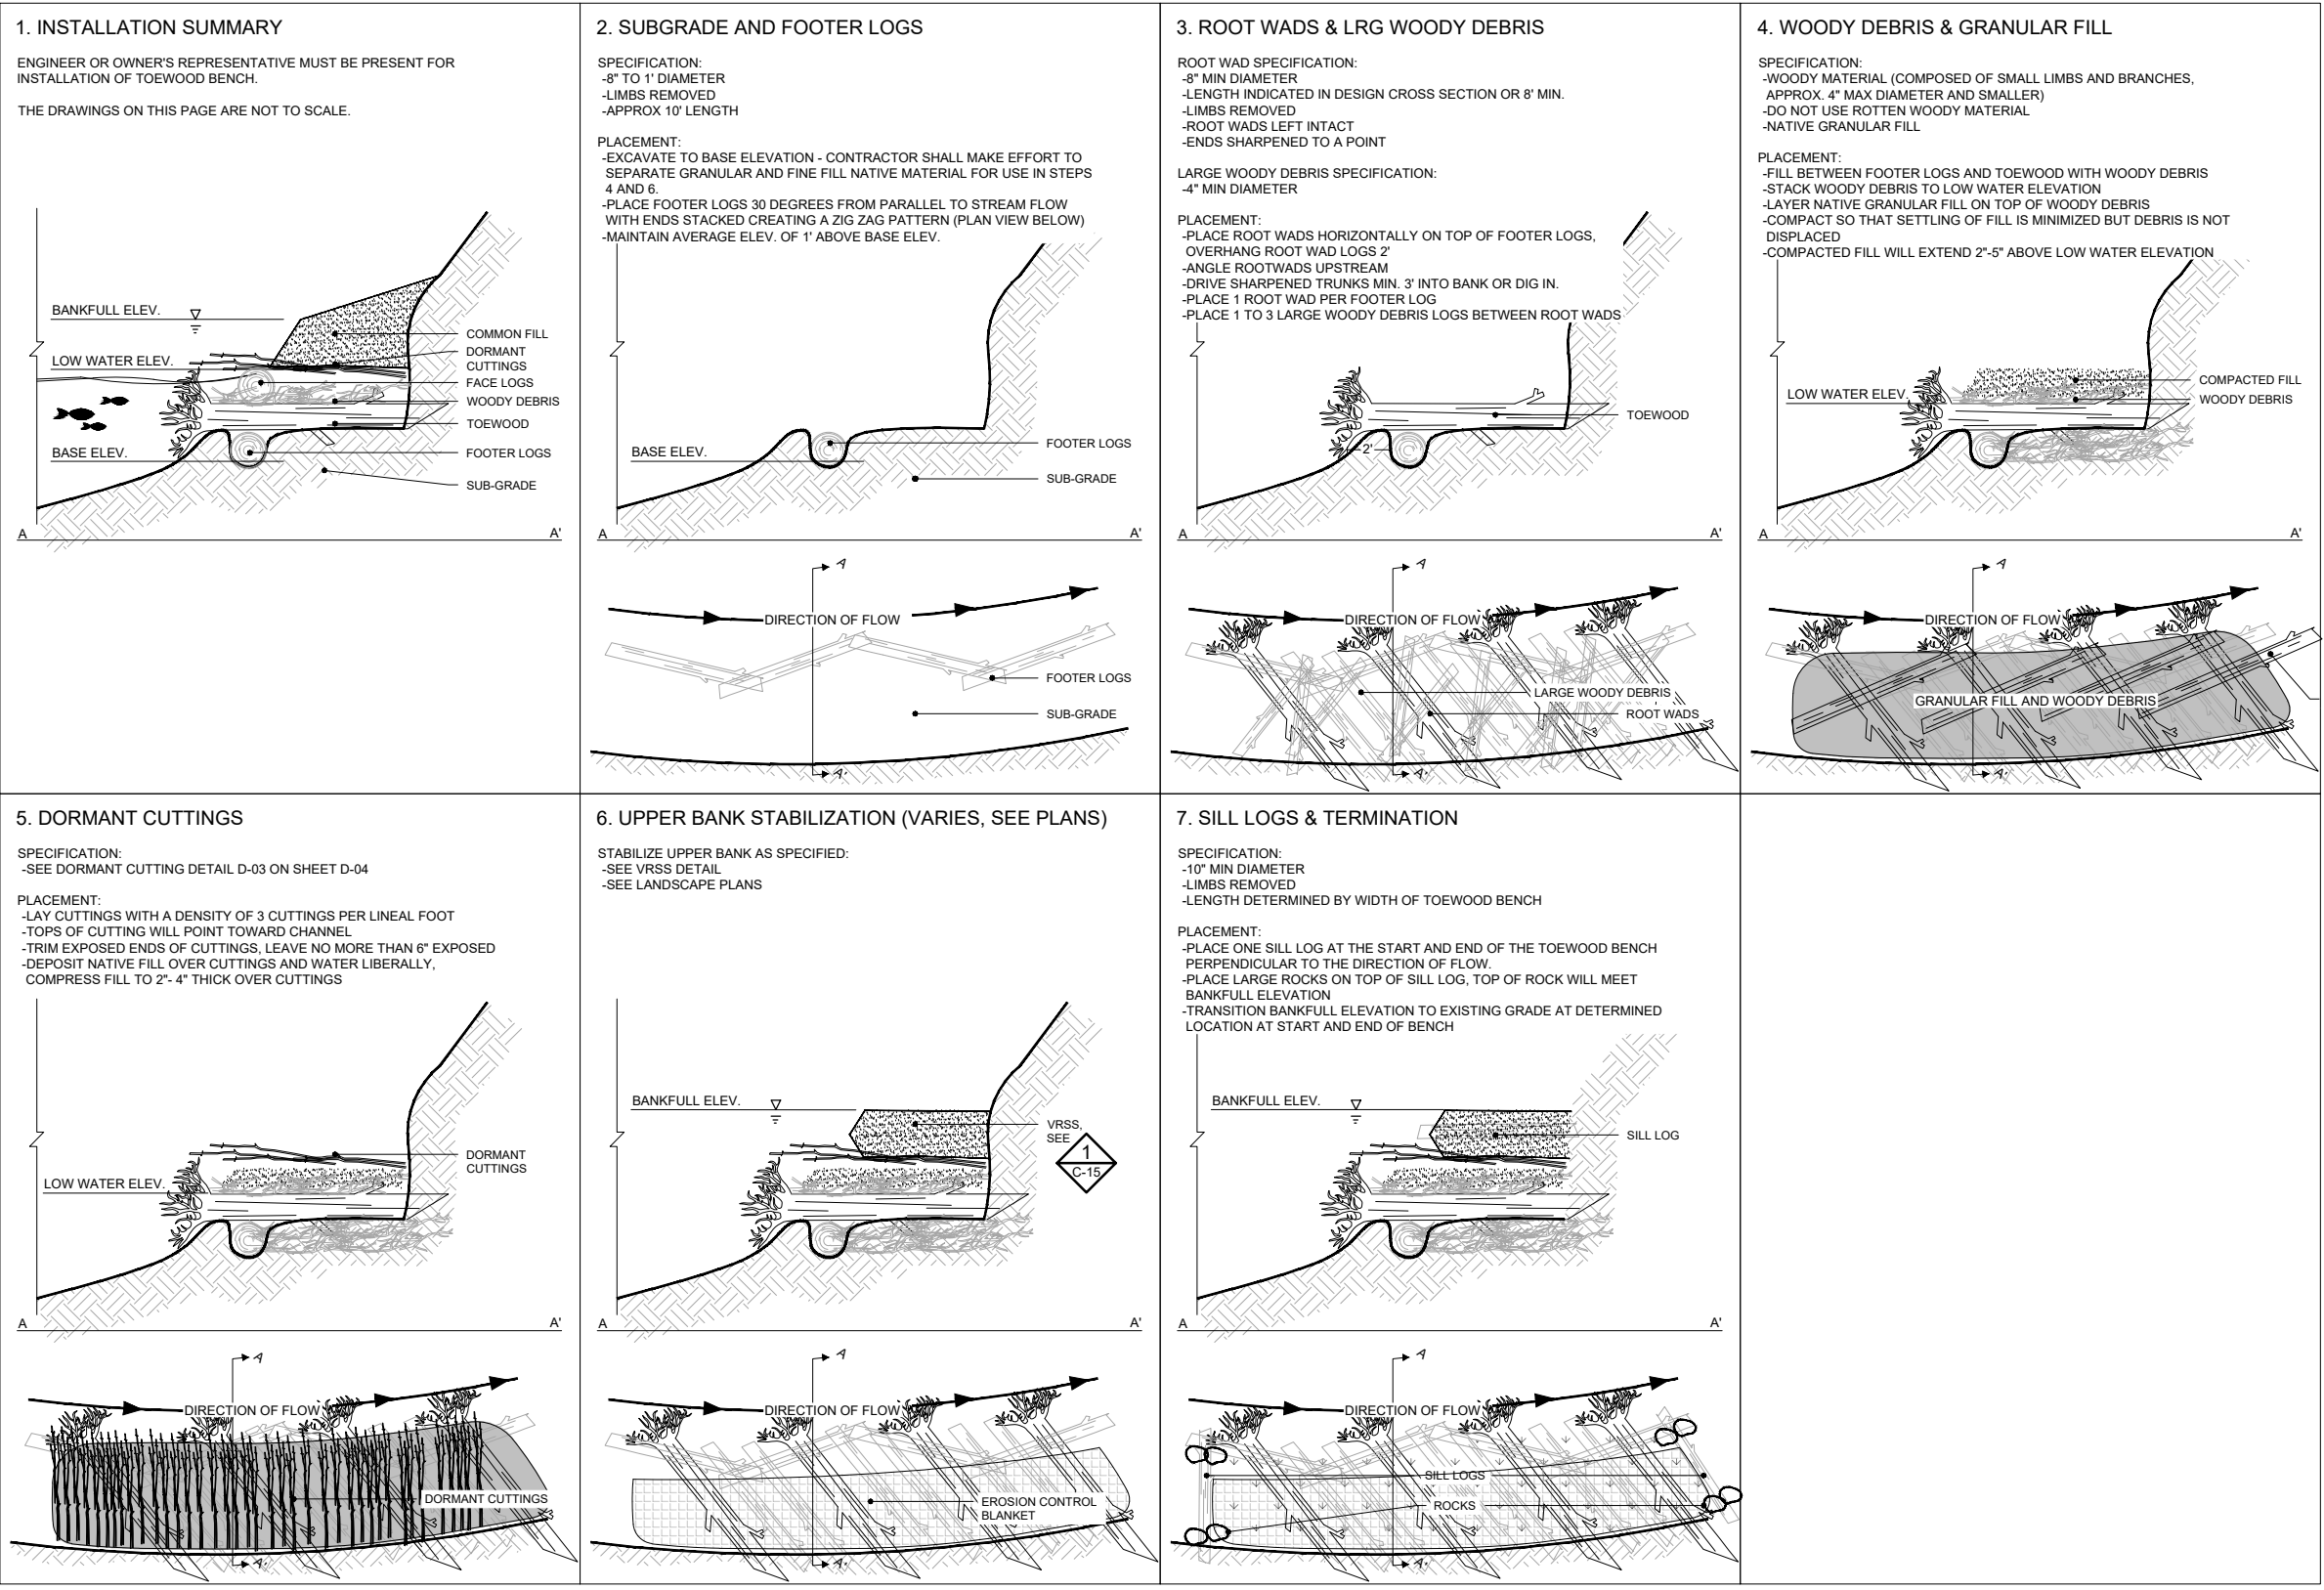 1. INSTALLATION SUMMARY
ENGINEER OR OWNER'S REPRESENTATIVE MUST BE PRESENT FOR
INSTALLATION OF TOEWOOD BENCH.
THE DRAWINGS ON THIS PAGE ARE NOT TO SCALE.
BANKFULL ELEV.
COMMON FILL
LOW WATER ELEV.
DORMANT
CUTTINGS
FACE LOGS
WOODY DEBRIS
TOEWOOD
BASE ELEV.
FOOTER LOGS
SUB-GRADE
A
A'
2. SUBGRADE AND FOOTER LOGS
SPECIFICATION:
-8" TO 1' DIAMETER
-LIMBS REMOVED
-APPROX 10' LENGTH
PLACEMENT:
-EXCAVATE TO BASE ELEVATION - CONTRACTOR SHALL MAKE EFFORT TO
SEPARATE GRANULAR AND FINE FILL NATIVE MATERIAL FOR USE IN STEPS
4 AND 6.
-PLACE FOOTER LOGS 30 DEGREES FROM PARALLEL TO STREAM FLOW
WITH ENDS STACKED CREATING A ZIG ZAG PATTERN (PLAN VIEW BELOW)
-MAINTAIN AVERAGE ELEV. OF 1' ABOVE BASE ELEV.
FOOTER LOGS
BASE ELEV.
SUB-GRADE
A
A'
A
DIRECTION OF FLOW
FOOTER LOGS
SUB-GRADE
A'
3. ROOT WADS & LRG WOODY DEBRIS
ROOT WAD SPECIFICATION:
-8" MIN DIAMETER
-LENGTH INDICATED IN DESIGN CROSS SECTION OR 8' MIN.
-LIMBS REMOVED
-ROOT WADS LEFT INTACT
-ENDS SHARPENED TO A POINT
LARGE WOODY DEBRIS SPECIFICATION:
-4" MIN DIAMETER
PLACEMENT:
-PLACE ROOT WADS HORIZONTALLY ON TOP OF FOOTER LOGS,
OVERHANG ROOT WAD LOGS 2'
-ANGLE ROOTWADS UPSTREAM
-DRIVE SHARPENED TRUNKS MIN. 3' INTO BANK OR DIG IN.
-PLACE 1 ROOT WAD PER FOOTER LOG
-PLACE 1 TO 3 LARGE WOODY DEBRIS LOGS BETWEEN ROOT WADS
TOEWOOD
2'
A
A'
A
DIRECTION OF FLOW
LARGE WOODY DEBRIS
ROOT WADS
A'
4. WOODY DEBRIS & GRANULAR FILL
SPECIFICATION:
-WOODY MATERIAL (COMPOSED OF SMALL LIMBS AND BRANCHES,
APPROX. 4" MAX DIAMETER AND SMALLER)
-DO NOT USE ROTTEN WOODY MATERIAL
-NATIVE GRANULAR FILL
PLACEMENT:
-FILL BETWEEN FOOTER LOGS AND TOEWOOD WITH WOODY DEBRIS
-STACK WOODY DEBRIS TO LOW WATER ELEVATION
-LAYER NATIVE GRANULAR FILL ON TOP OF WOODY DEBRIS
-COMPACT SO THAT SETTLING OF FILL IS MINIMIZED BUT DEBRIS IS NOT
DISPLACED
-COMPACTED FILL WILL EXTEND 2"-5" ABOVE LOW WATER ELEVATION
COMPACTED FILL
LOW WATER ELEV.
WOODY DEBRIS
A
A'
A
DIRECTION OF FLOW
GRANULAR FILL AND WOODY DEBRIS
A'
5. DORMANT CUTTINGS
SPECIFICATION:
-SEE DORMANT CUTTING DETAIL D-03 ON SHEET D-04
PLACEMENT:
-LAY CUTTINGS WITH A DENSITY OF 3 CUTTINGS PER LINEAL FOOT
-TOPS OF CUTTING WILL POINT TOWARD CHANNEL
-TRIM EXPOSED ENDS OF CUTTINGS, LEAVE NO MORE THAN 6" EXPOSED
-DEPOSIT NATIVE FILL OVER CUTTINGS AND WATER LIBERALLY,
COMPRESS FILL TO 2"- 4" THICK OVER CUTTINGS
DORMANT
CUTTINGS
LOW WATER ELEV.
A
A'
A
DIRECTION OF FLOW
DORMANT CUTTINGS
A'
6. UPPER BANK STABILIZATION (VARIES, SEE PLANS)
STABILIZE UPPER BANK AS SPECIFIED:
-SEE VRSS DETAIL
-SEE LANDSCAPE PLANS
BANKFULL ELEV.
VRSS,
SEE
1
C-15
A
A'
A
DIRECTION OF FLOW
EROSION CONTROL
BLANKET
A'
7. SILL LOGS & TERMINATION
SPECIFICATION:
-10" MIN DIAMETER
-LIMBS REMOVED
-LENGTH DETERMINED BY WIDTH OF TOEWOOD BENCH
PLACEMENT:
-PLACE ONE SILL LOG AT THE START AND END OF THE TOEWOOD BENCH
PERPENDICULAR TO THE DIRECTION OF FLOW.
-PLACE LARGE ROCKS ON TOP OF SILL LOG, TOP OF ROCK WILL MEET
BANKFULL ELEVATION
-TRANSITION BANKFULL ELEVATION TO EXISTING GRADE AT DETERMINED
LOCATION AT START AND END OF BENCH
BANKFULL ELEV.
SILL LOG
A
A'
A
DIRECTION OF FLOW
SILL LOGS
ROCKS
A'